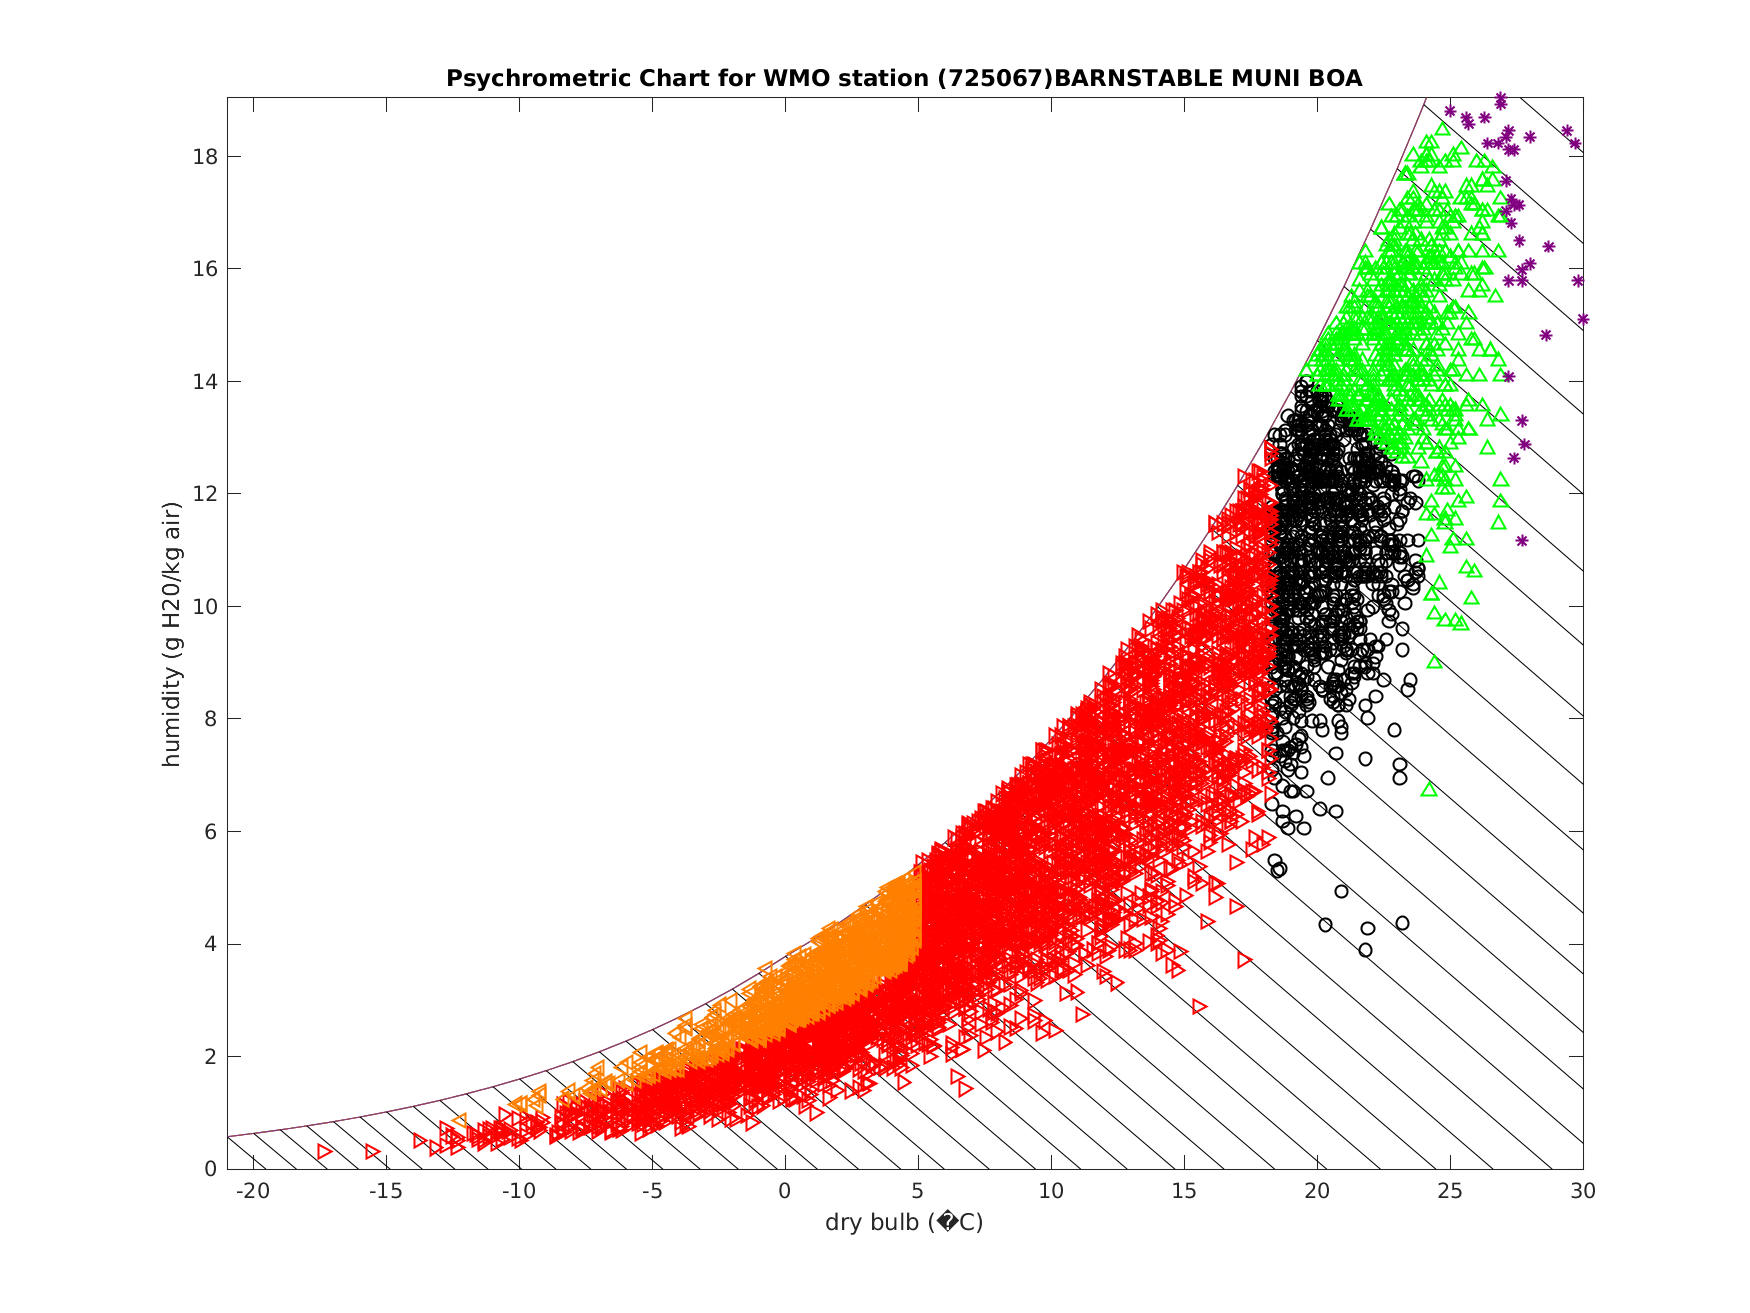 Psychrometric Chart for WMO station (725067)BARNSTABLE MUNI BOA
humidity (g H20/kg air)
18
16
14
12
10
8
6
4
2
0
-20 -15 -10 -5 0 5 10 15 20 25 30
dry bulb (�C)